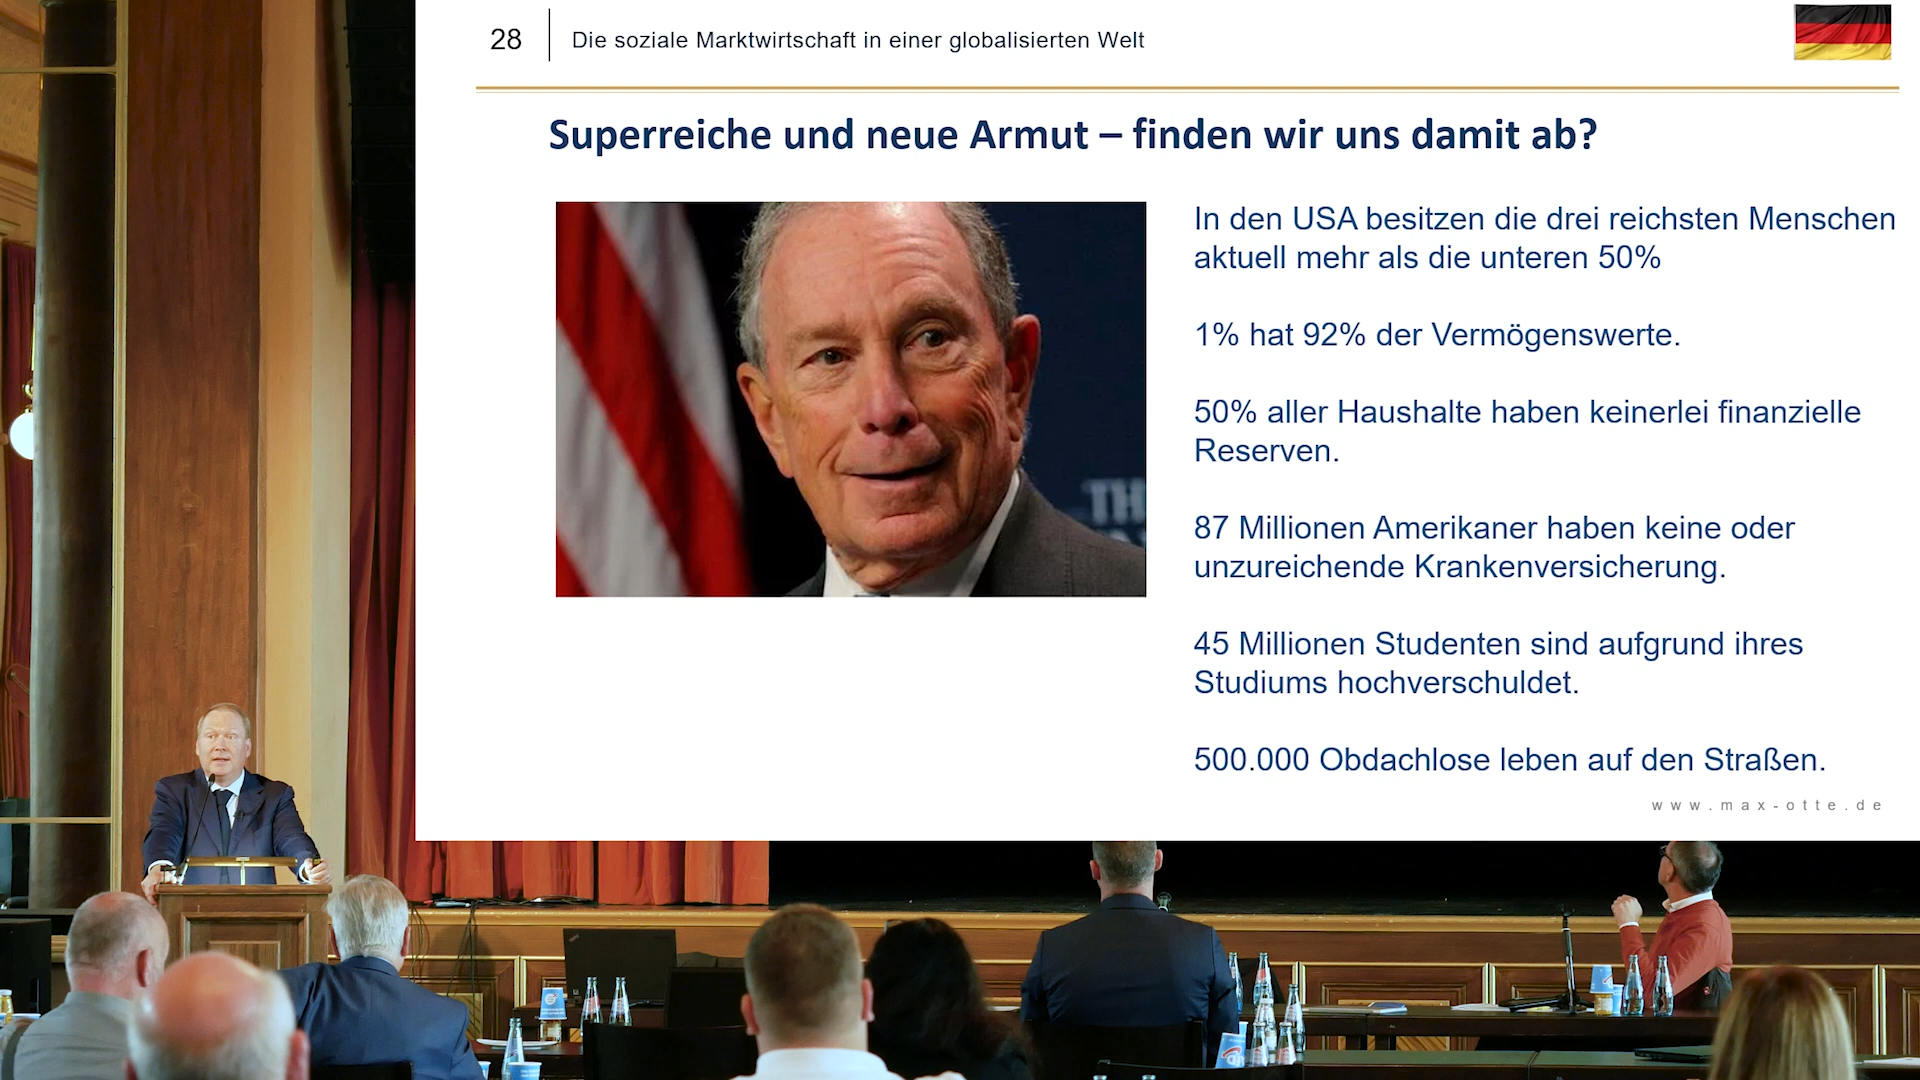 28
Die soziale Marktwirtschaft in einer globalisierten Welt
Superreiche und neue Armut – finden wir uns damit ab?
TH
In den USA besitzen die drei reichsten Menschen
aktuell mehr als die unteren 50%
1% hat 92% der Vermögenswerte.
50% aller Haushalte haben keinerlei finanzielle
Reserven.
87 Millionen Amerikaner haben keine oder
unzureichende Krankenversicherung.
45 Millionen Studenten sind aufgrund ihres
Studiums hochverschuldet.
500.000 Obdachlose leben auf den Straßen.
www.max-otte.de